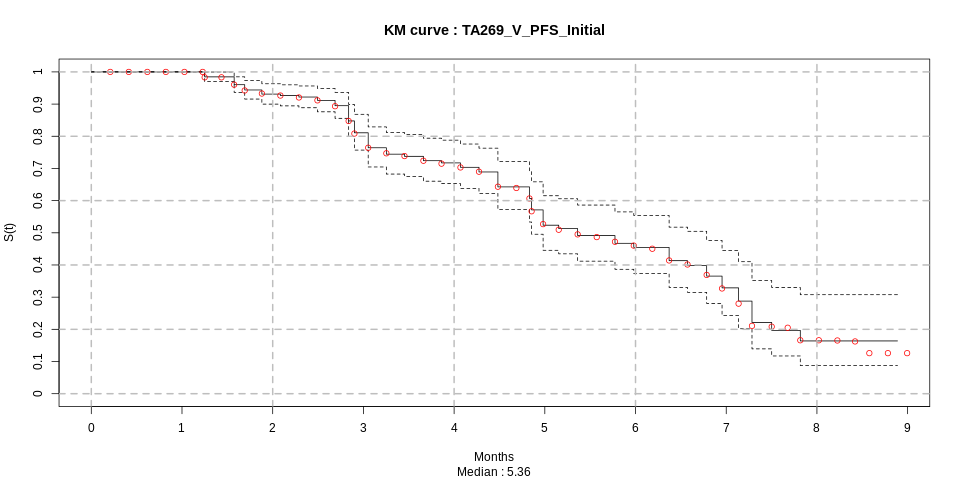 KM curve : TA269_V_PFS_Initial
S(t)
1
0.9
0.8
0.7
0.6
0.5
0.4
0.3
0.2
0.1
0
0 1 2 3 4 5 6 7 8 9
Months
Median : 5.36